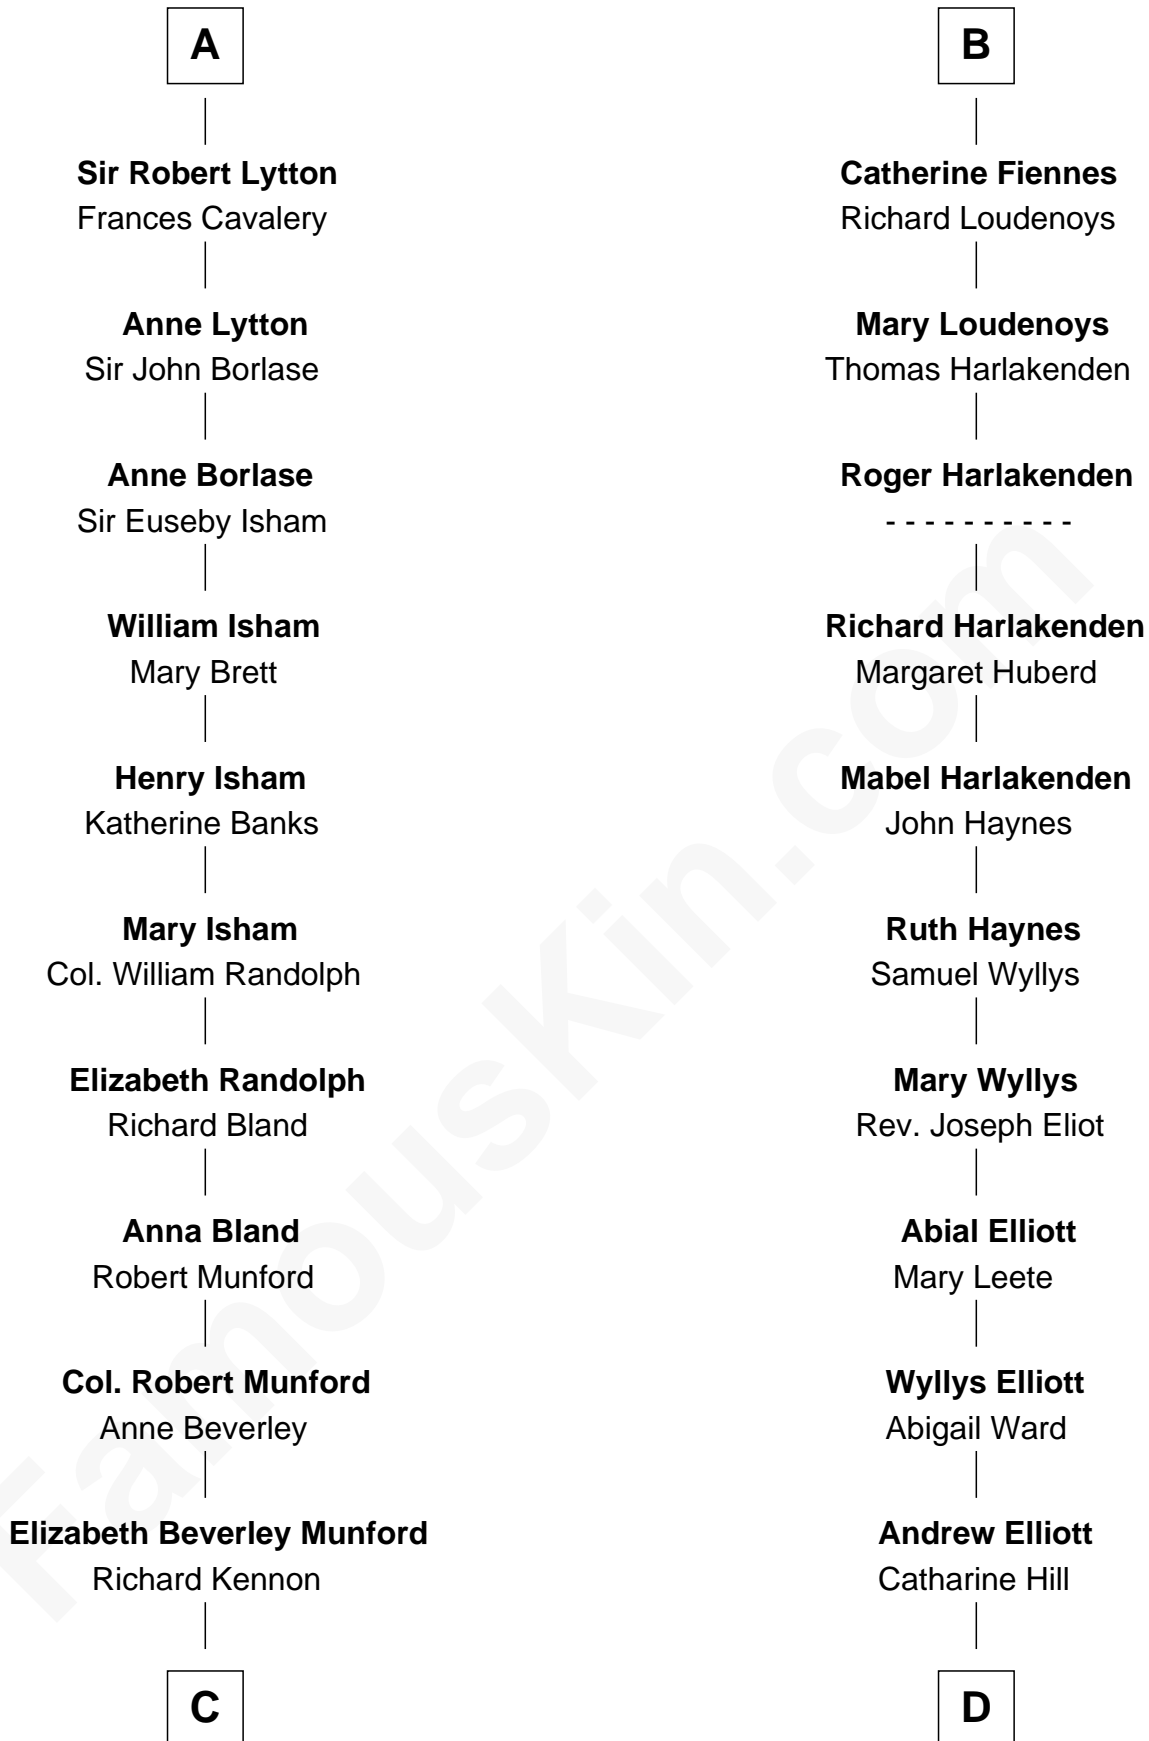 A
Sir Robert Lytton
Frances Cavalery
Anne Lytton
Sir John Borlase
Anne Borlase
Sir Euseby Isham
William Isham
Mary Brett
Henry Isham
Katherine Banks
Mary Isham
Col. William Randolph
Elizabeth Randolph
Richard Bland
Anna Bland
Robert Munford
Col. Robert Munford
Anne Beverley
Elizabeth Beverley Munford
Richard Kennon
C
B
Catherine Fiennes
Richard Loudenoys
Mary Loudenoys
Thomas Harlakenden
Roger Harlakenden
- - - - - - - - - -
Richard Harlakenden
Margaret Huberd
Mabel Harlakenden
John Haynes
Ruth Haynes
Samuel Wyllys
Mary Wyllys
Rev. Joseph Eliot
Abial Elliott
Mary Leete
Wyllys Elliott
Abigail Ward
Andrew Elliott
Catharine Hill
D
FamousKin.com